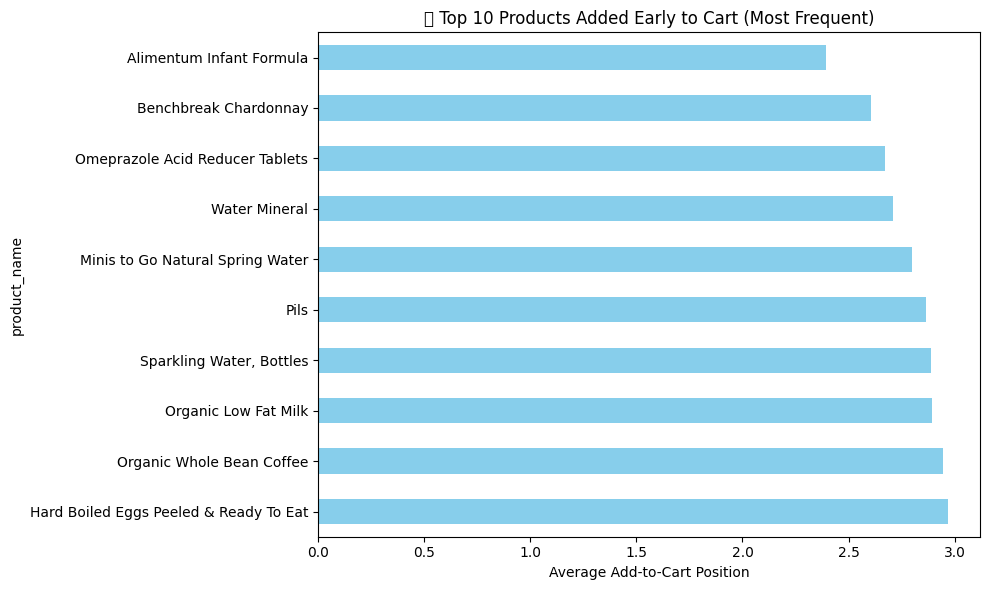 Top 10 Products Added Early to Cart (Most Frequent)
Alimentum Infant Formula
Benchbreak Chardonnay
Omeprazole Acid Reducer Tablets
Water Mineral
Minis to Go Natural Spring Water
Pils
Sparkling Water, Bottles
Organic Low Fat Milk
Organic Whole Bean Coffee
Hard Boiled Eggs Peeled & Ready To Eat
product_name
0.0 0.5 1.0 1.5 2.0 2.5 3.0
Average Add-to-Cart Position